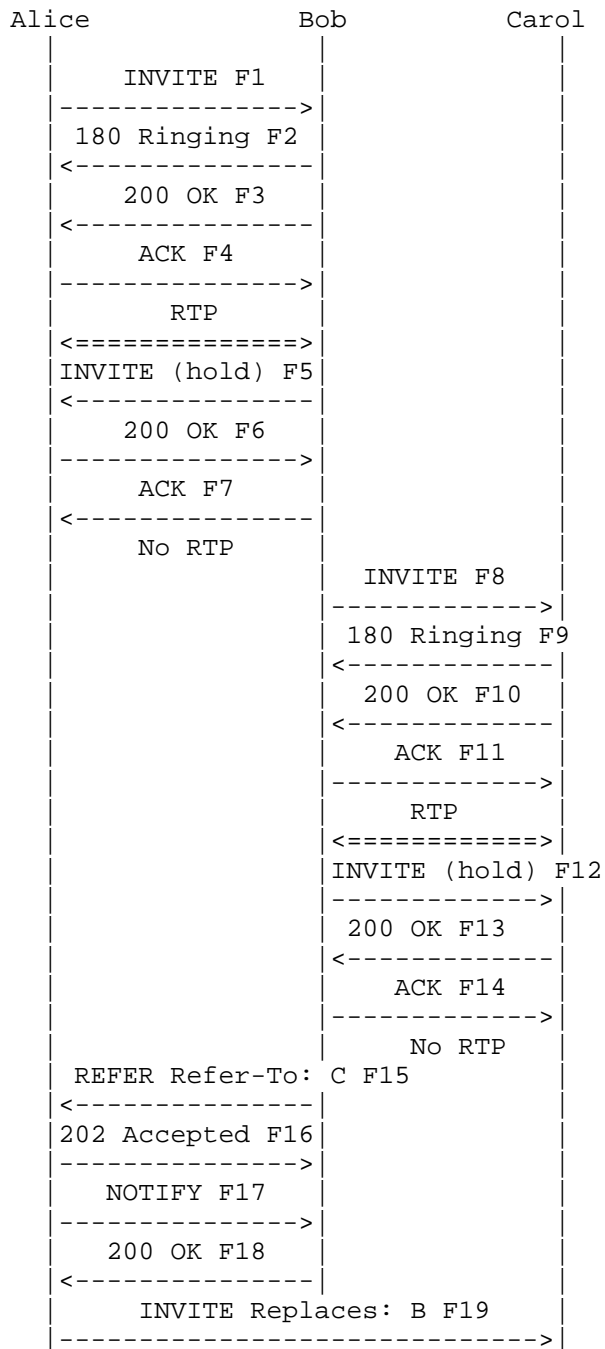 Alice Bob Carol
INVITE F1
180 Ringing F2
200 OK F3
ACK F4
RTP
INVITE (hold) F5
200 OK F6
ACK F7
No RTP
INVITE F8
180 Ringing F9
200 OK F10
ACK F11
RTP
INVITE (hold) F12
200 OK F13
ACK F14
No RTP
REFER Refer-To: C F15
202 Accepted F16
NOTIFY F17
200 OK F18
INVITE Replaces: B F19